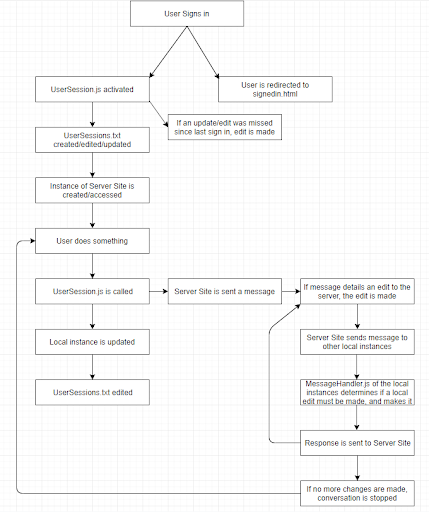 User Signs in
UserSession.js activated
User is redirected to
signedin.html
If an update/edit was missed
since last sign in, edit is made
UserSessions.txt
created/edited/updated
Instance of Server Site is
created/accessed
User does something
UserSession.js is called
Server Site is sent a message
If message details an edit to the
server, the edit is made
Local instance is updated
Server Site sends message to
other local instances
UserSessions.txt edited
MessageHandler.js of the local
instances determines if a local
edit must be made, and makes it
Response is sent to Server Site
If no more changes are made,
conversation is stopped